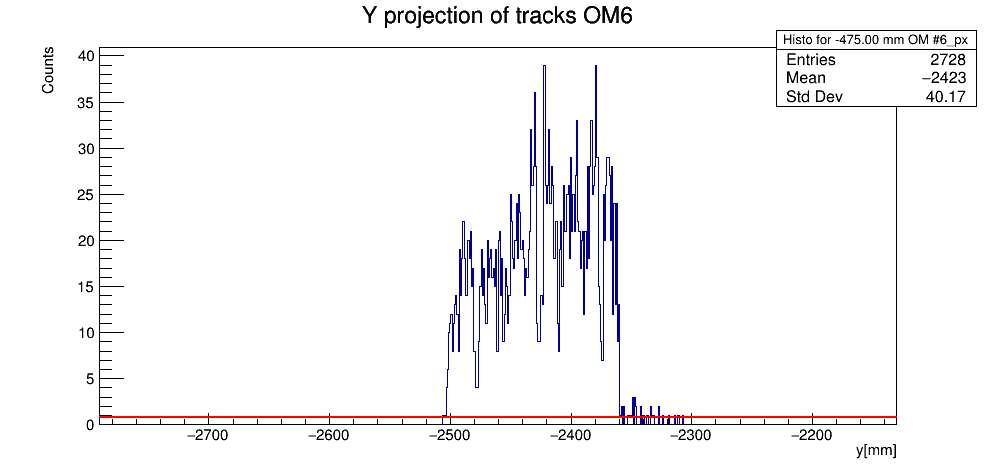 Y projection of tracks OM6
Histo for -475.00 mm OM #6_px
Entries 2728
Mean −2423
Std Dev 40.17
Counts
40
35
30
25
20
15
10
5
0
−2700 −2600 −2500 −2400 −2300 −2200
y[mm]